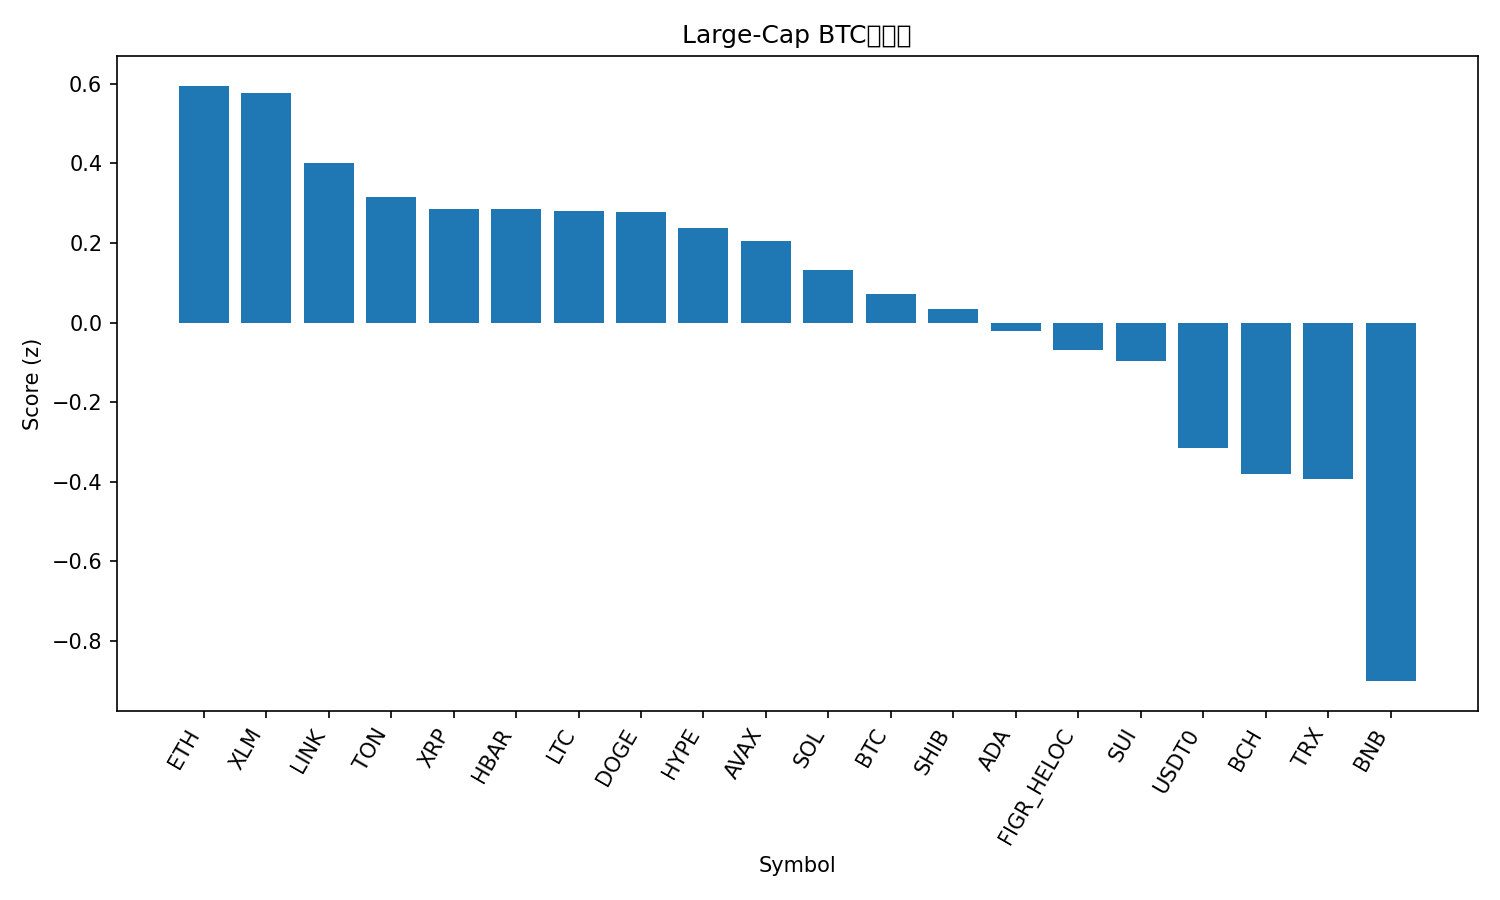 Large-Cap BTC
Score (z)
0.6
0.4
0.2
0.0
−0.2
−0.4
−0.6
−0.8
ETH
XLM
LINK
TON
XRP
HBAR
LTC
DOGE
HYPE
AVAX
SOL
BTC
SHIB
ADA
FIGR_HELOC
SUI
USDT0
BCH
TRX
BNB
Symbol